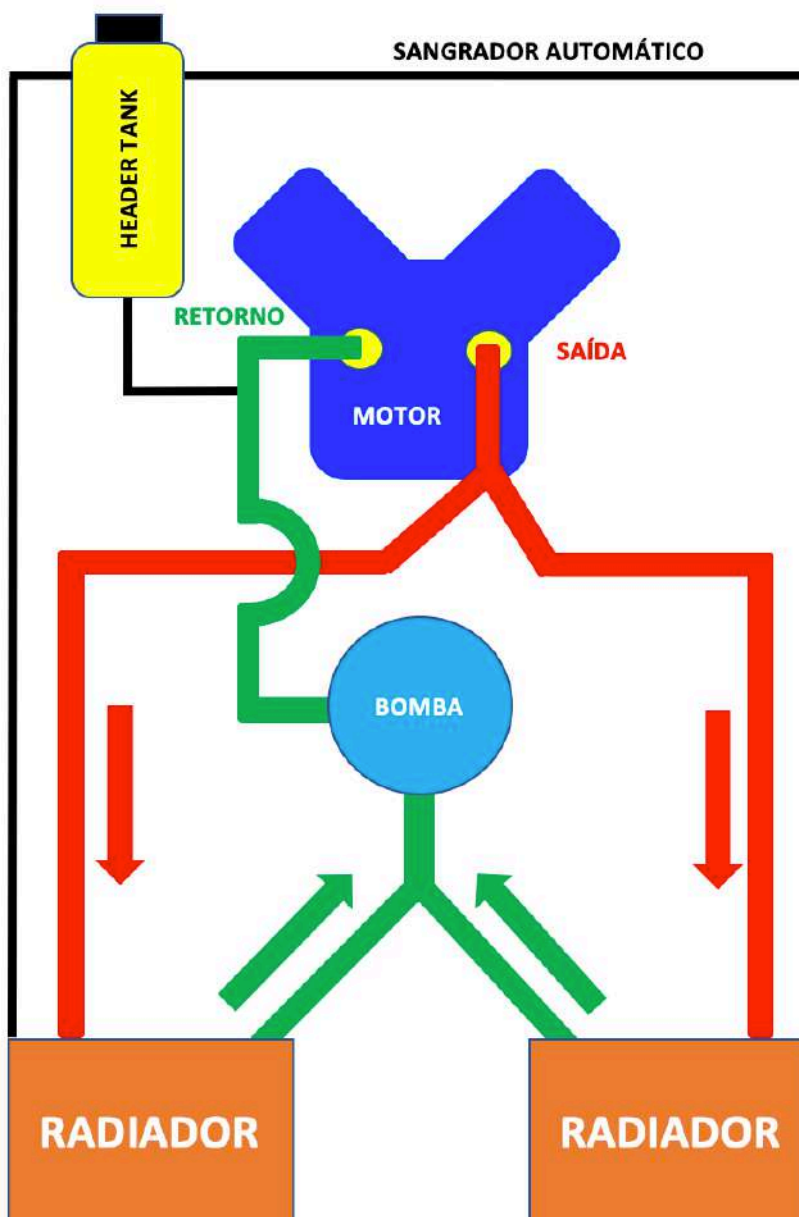 SANGRADOR AUTOMÁTICO
HEADER TANK
RETORNO
SAÍDA
MOTOR
BOMBA
RADIADOR
RADIADOR